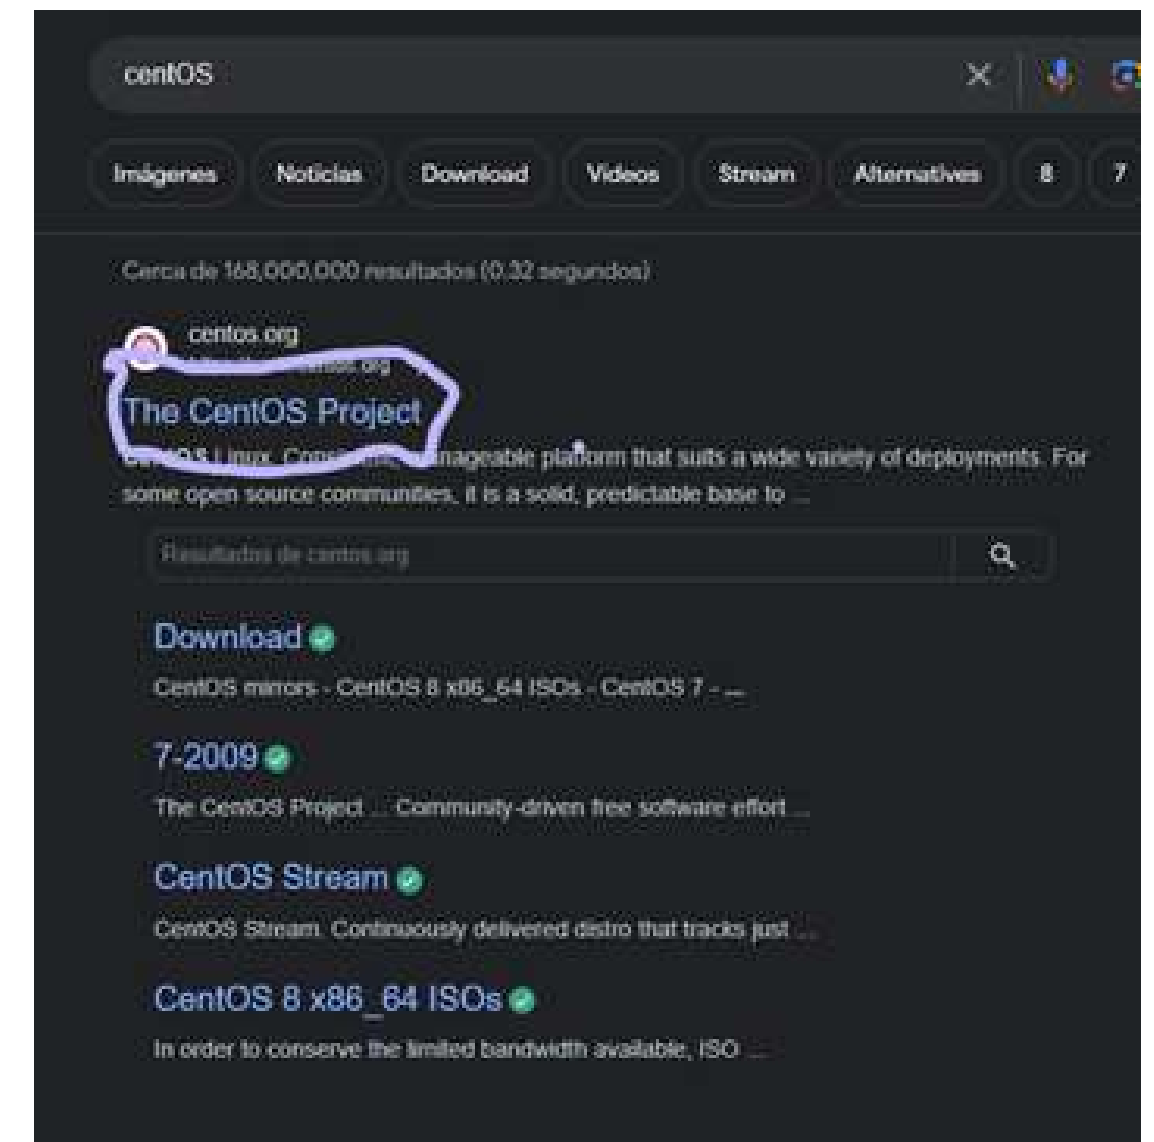 centOS
Imágenes Noticias Download Videos Stream Alternatives 8 7
Cerca de 168,000,000 resultados (0.32 segundos)
centos.org
The CentOS Project
Linux. manageable platform that suits a wide variety of deployments. For
some open source communities, it is a solid, predictable base to ...
Resultados de centos.org
Download
CentOS mirrors - CentOS 8 x86_64 ISOs - CentOS 7 - ...
7-2009
The CentOS Project ... Community-driven free software effort ...
CentOS Stream
CentOS Stream. Continuously delivered distro that tracks just ...
CentOS 8 x86_64 ISOs
In order to conserve the limited bandwidth available, ISO ...